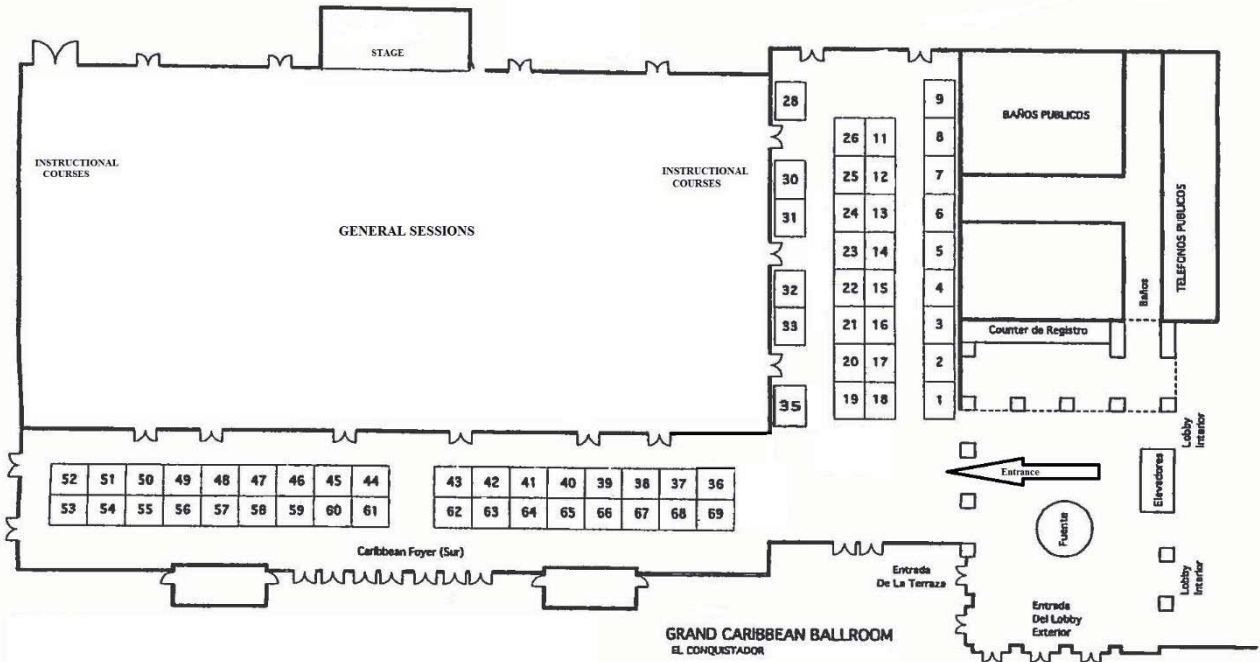 STAGE
INSTRUCTIONAL
COURSES
GENERAL SESSIONS
INSTRUCTIONAL
COURSES
28
30
31
32
33
35
26 11
25 12
24 13
23 14
22 15
21 16
20 17
19 18
9
8
7
6
5
4
3
2
1
BAÑOS PUBLICOS
Baños
TELEFONOS PUBLICOS
Counter de Registro
Lobby
Interior
Entrance
Elevadores
Fuente
Lobby
Interior
52 51 50 49 48 47 46 45 44
53 54 55 56 57 58 59 60 61
43 42 41 40 39 38 37 36
62 63 64 65 66 67 68 69
Caribbean Foyer (Sur)
Entrada
De La Terraza
Entrada
Del Lobby
Exterior
GRAND CARIBBEAN BALLROOM
EL CONQUISTADOR